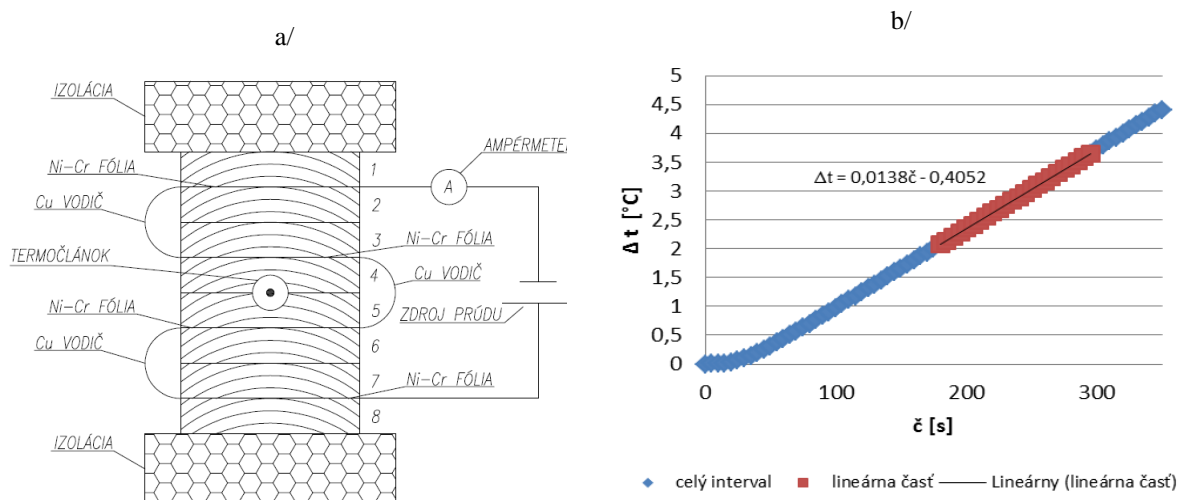 a/
IZOLÁCIA
Ni-Cr FÓLIA
Cu VODIČ
TERMOČLÁNOK
Ni-Cr FÓLIA
Cu VODIČ
IZOLÁCIA
1
2
3
4
5
6
7
8
AMPÉRMETE
A
Ni-Cr FÓLIA
Cu VODIČ
ZDROJ PRÚDU
Ni-Cr FÓLIA
b/
Δ t [°C]
5
4,5
4
3,5
3
2,5
2
1,5
1
0,5
0
Δt = 0,0138č - 0,4052
0 100 200 300
č [s]
celý interval lineárna časť Lineárny (lineárna časť)